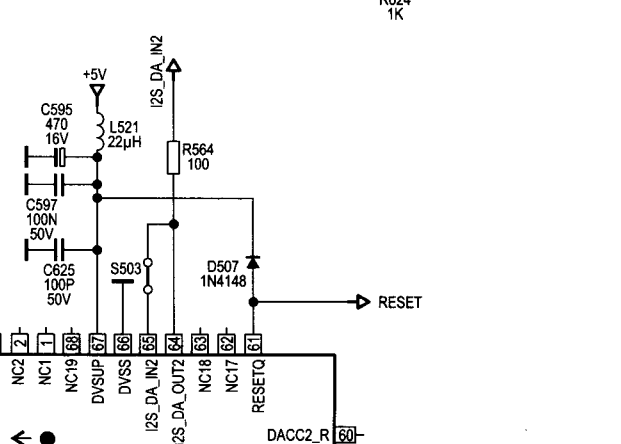 R624
1K
I2S_DA_IN2
+5V
C595
470
16V
L521
22µH
R564
100
C597
100N
50V
C625
100P
50V
S503
D507
1N4148
RESET
2
1
68
67
66
65
64
63
62
61
NC2
NC1
NC19
DVSUP
DVSS
I2S_DA_IN2
I2S_DA_OUT2
NC18
NC17
RESETQ
DACC2_R
60